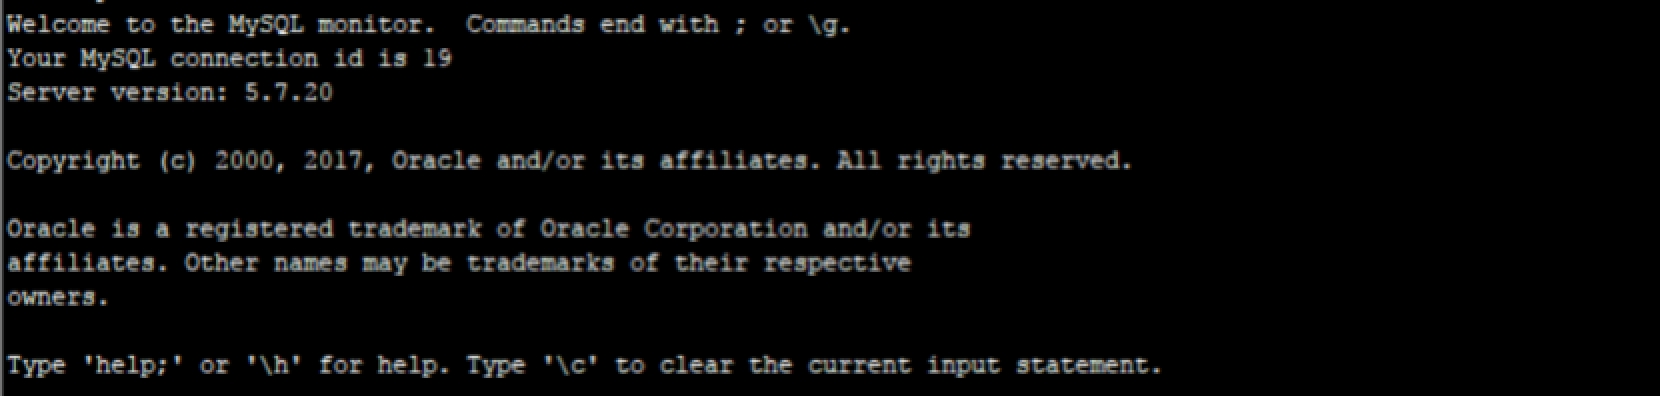 Welcome to the MySQL monitor.  Commands end with ; or \g.
Your MySQL connection id is 19
Server version: 5.7.20
Copyright (c) 2000, 2017, Oracle and/or its affiliates. All rights reserved.
Oracle is a registered trademark of Oracle Corporation and/or its
affiliates. Other names may be trademarks of their respective
owners.
Type 'help;' or '\h' for help. Type '\c' to clear the current input statement.